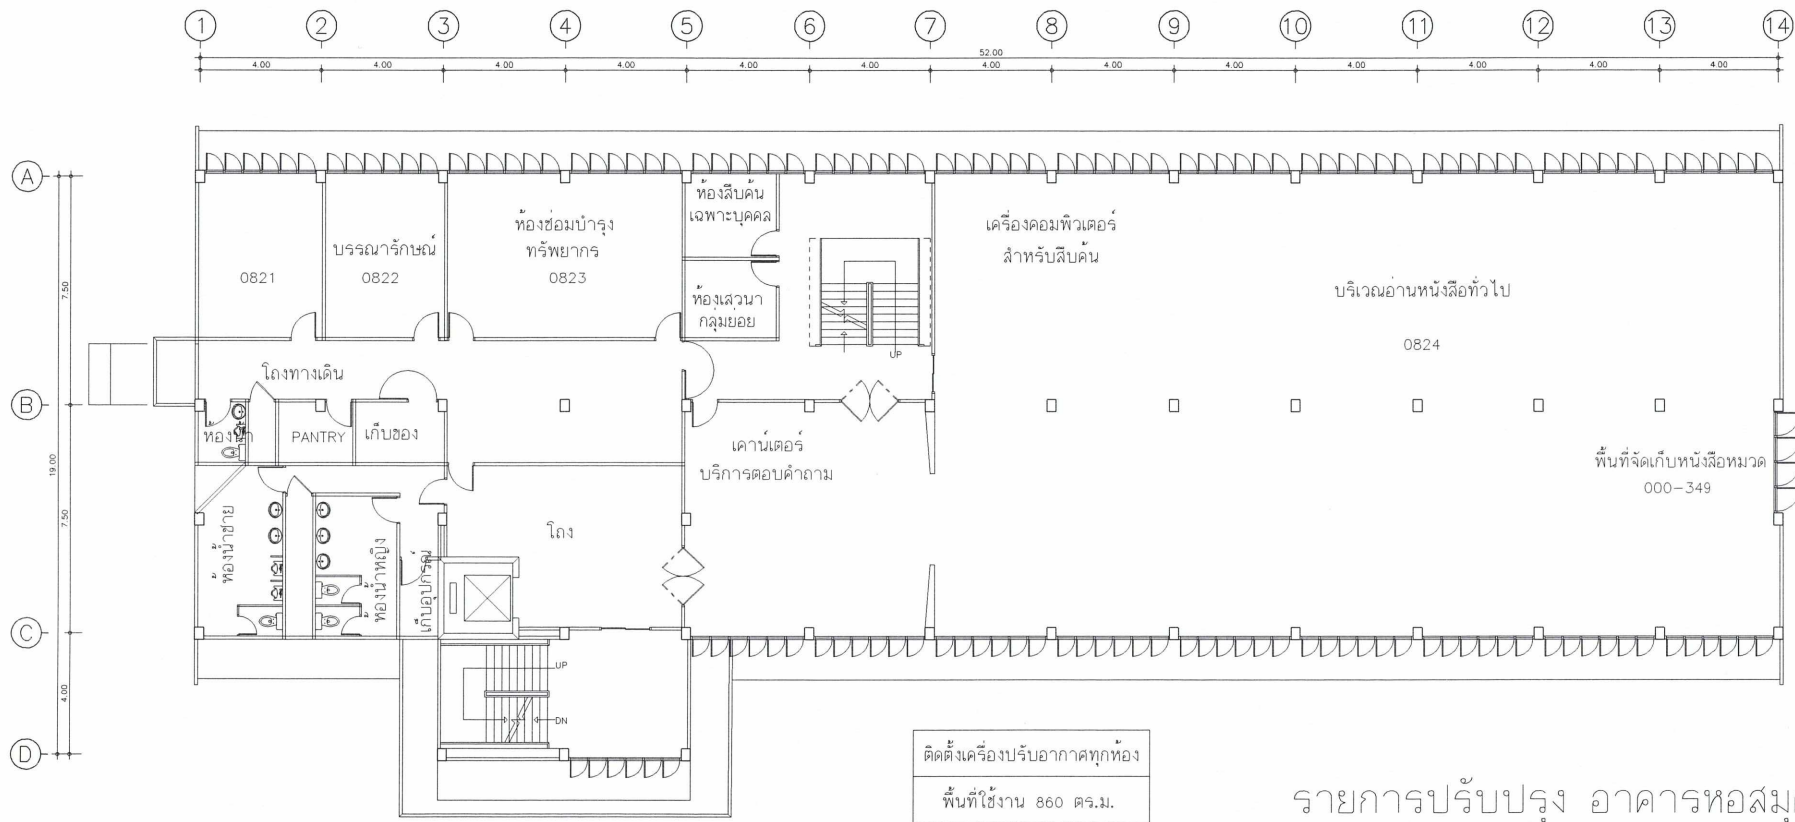 1 2 3 4 5 6 7 8 9 10 11 12 13 14
52.00
4.00 4.00 4.00 4.00 4.00 4.00 4.00 4.00 4.00 4.00 4.00 4.00 4.00
A
B
C
D
7.50
19.00
7.50
4.00
0821
บรรณารักษณ์
0822
ห้องซ่อมบำรุง
ทรัพยากร
0823
ห้องสืบค้น
เฉพาะบุคคล
ห้องเสวนา
กลุ่มย่อย
UP
เครื่องคอมพิวเตอร์
สำหรับสืบค้น
บริเวณอ่านหนังสือทั่วไป
0824
โถงทางเดิน
ห้องน้ำ
PANTRY
เก็บของ
เคาน์เตอร์
บริการตอบคำถาม
พื้นที่จัดเก็บหนังสือหมวด
000-349
ห้องน้ำชาย
ห้องน้ำหญิง
เก็บอุปกรณ์
โถง
UP
DN
ติดตั้งเครื่องปรับอากาศทุกห้อง
พื้นที่ใช้งาน 860 ตร.ม.
รายการปรับปรุง อาคารหอสมุ